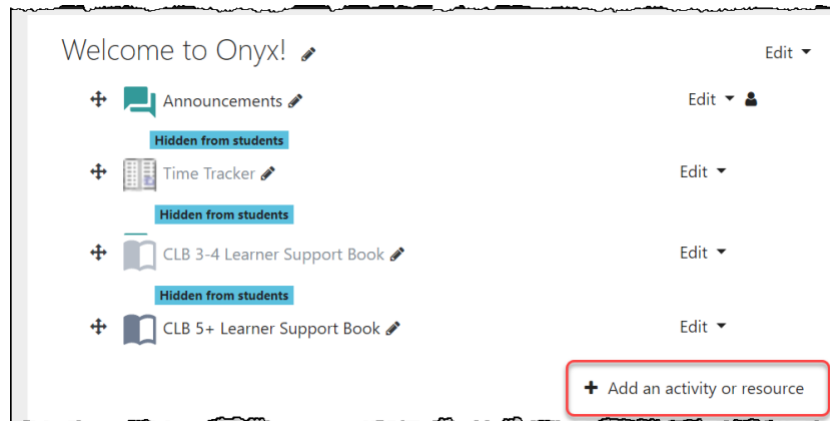 Welcome to Onyx! Edit
Announcements Edit
Hidden from students
Time Tracker Edit
Hidden from students
CLB 3-4 Learner Support Book Edit
Hidden from students
CLB 5+ Learner Support Book Edit
+ Add an activity or resource